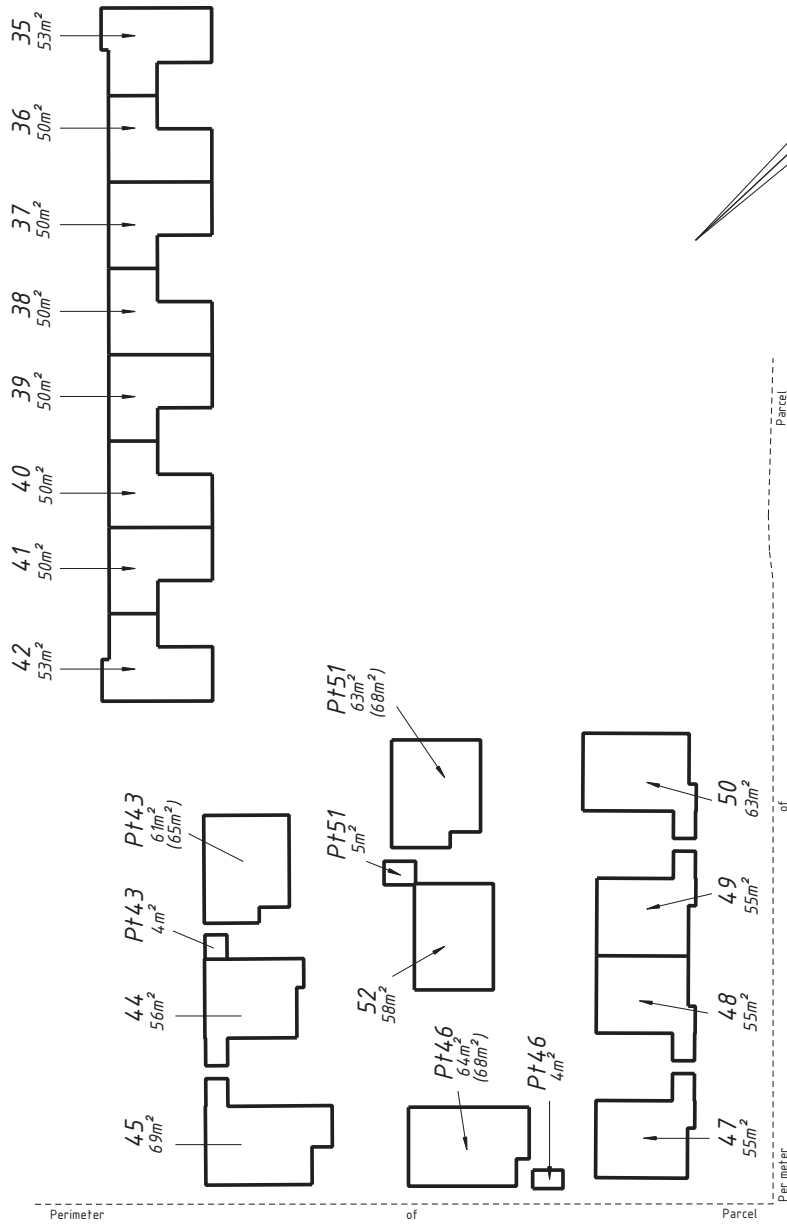 35
53m²
36
50m²
37
50m²
38
50m²
39
50m²
40
50m²
41
50m²
42
53m²
Pt43
61m²
(65m²)
Pt43
4m²
44
56m²
45
69m²
Pt51
63m²
(68m²)
Pt51
5m²
52
58m²
Pt46
64m²
(68m²)
Pt46
4m²
50
63m²
49
55m²
48
55m²
47
55m²
Parcel
of
Perimeter
Perimeter of Parcel